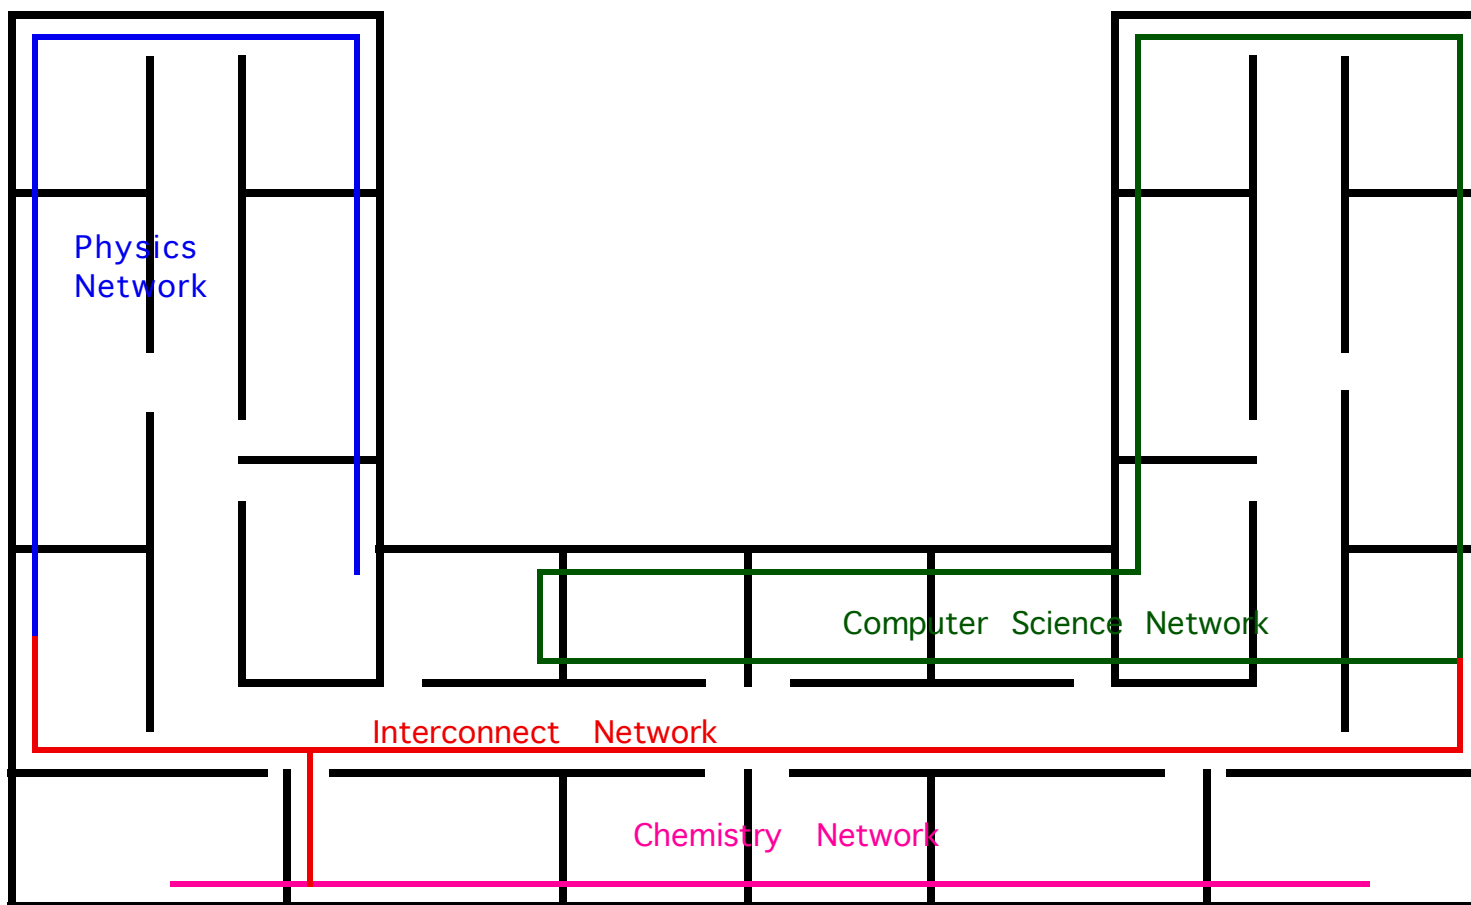 Physics
Network
Computer Science Network
Interconnect Network
Chemistry Network